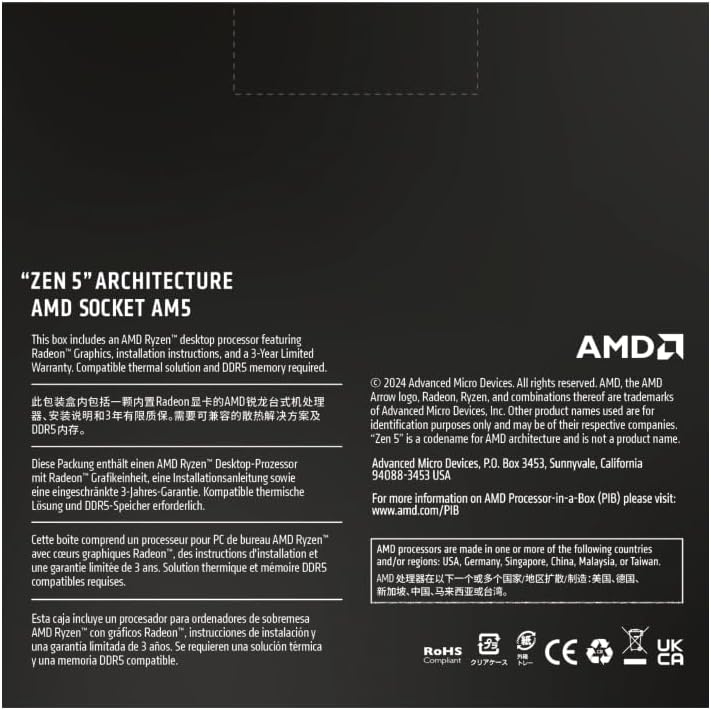 “ZEN 5” ARCHITECTURE
AMD SOCKET AM5
This box includes an AMD Ryzen™ desktop processor featuring
Radeon™ Graphics, installation instructions, and a 3-Year Limited
Warranty. Compatible thermal solution and DDR5 memory required.
此包装盒内包括一颗内置Radeon显卡的AMD锐龙台式机处理
器、安装说明和3年有限质保。需要可兼容的散热解决方案及
DDR5内存。
Diese Packung enthält einen AMD Ryzen™ Desktop-Prozessor
mit Radeon™ Grafikeinheit, eine Installationsanleitung sowie
eine eingeschränkte 3-Jahres-Garantie. Kompatible thermische
Lösung und DDR5-Speicher erforderlich.
Cette boîte comprend un processeur pour PC de bureau AMD Ryzen™
avec cœurs graphiques Radeon™, des instructions d'installation et
une garantie limitée de 3 ans. Solution thermique et mémoire DDR5
compatibles requises.
Esta caja incluye un procesador para ordenadores de sobremesa
AMD Ryzen™ con gráficos Radeon™, instrucciones de instalación y
una garantía limitada de 3 años. Se requieren una solución térmica
y una memoria DDR5 compatible.
AMD
© 2024 Advanced Micro Devices. All rights reserved. AMD, the AMD
Arrow logo, Radeon, Ryzen, and combinations thereof are trademarks
of Advanced Micro Devices, Inc. Other product names used are for
identification purposes only and may be of their respective companies.
“Zen 5” is a codename for AMD architecture and is not a product name.
Advanced Micro Devices, P.O. Box 3453, Sunnyvale, California
94088-3453 USA
For more information on AMD Processor-in-a-Box (PIB) please visit:
www.amd.com/PIB
AMD processors are made in one or more of the following countries
and/or regions: USA, Germany, Singapore, China, Malaysia, or Taiwan.
AMD 处理器在以下一个或多个国家/地区扩散/制造：美国、德国、
新加坡、中国、马来西亚或台湾。
RoHS
Compliant
プラ
クリアケース
紙
外箱
トレー
CE
UK
CA